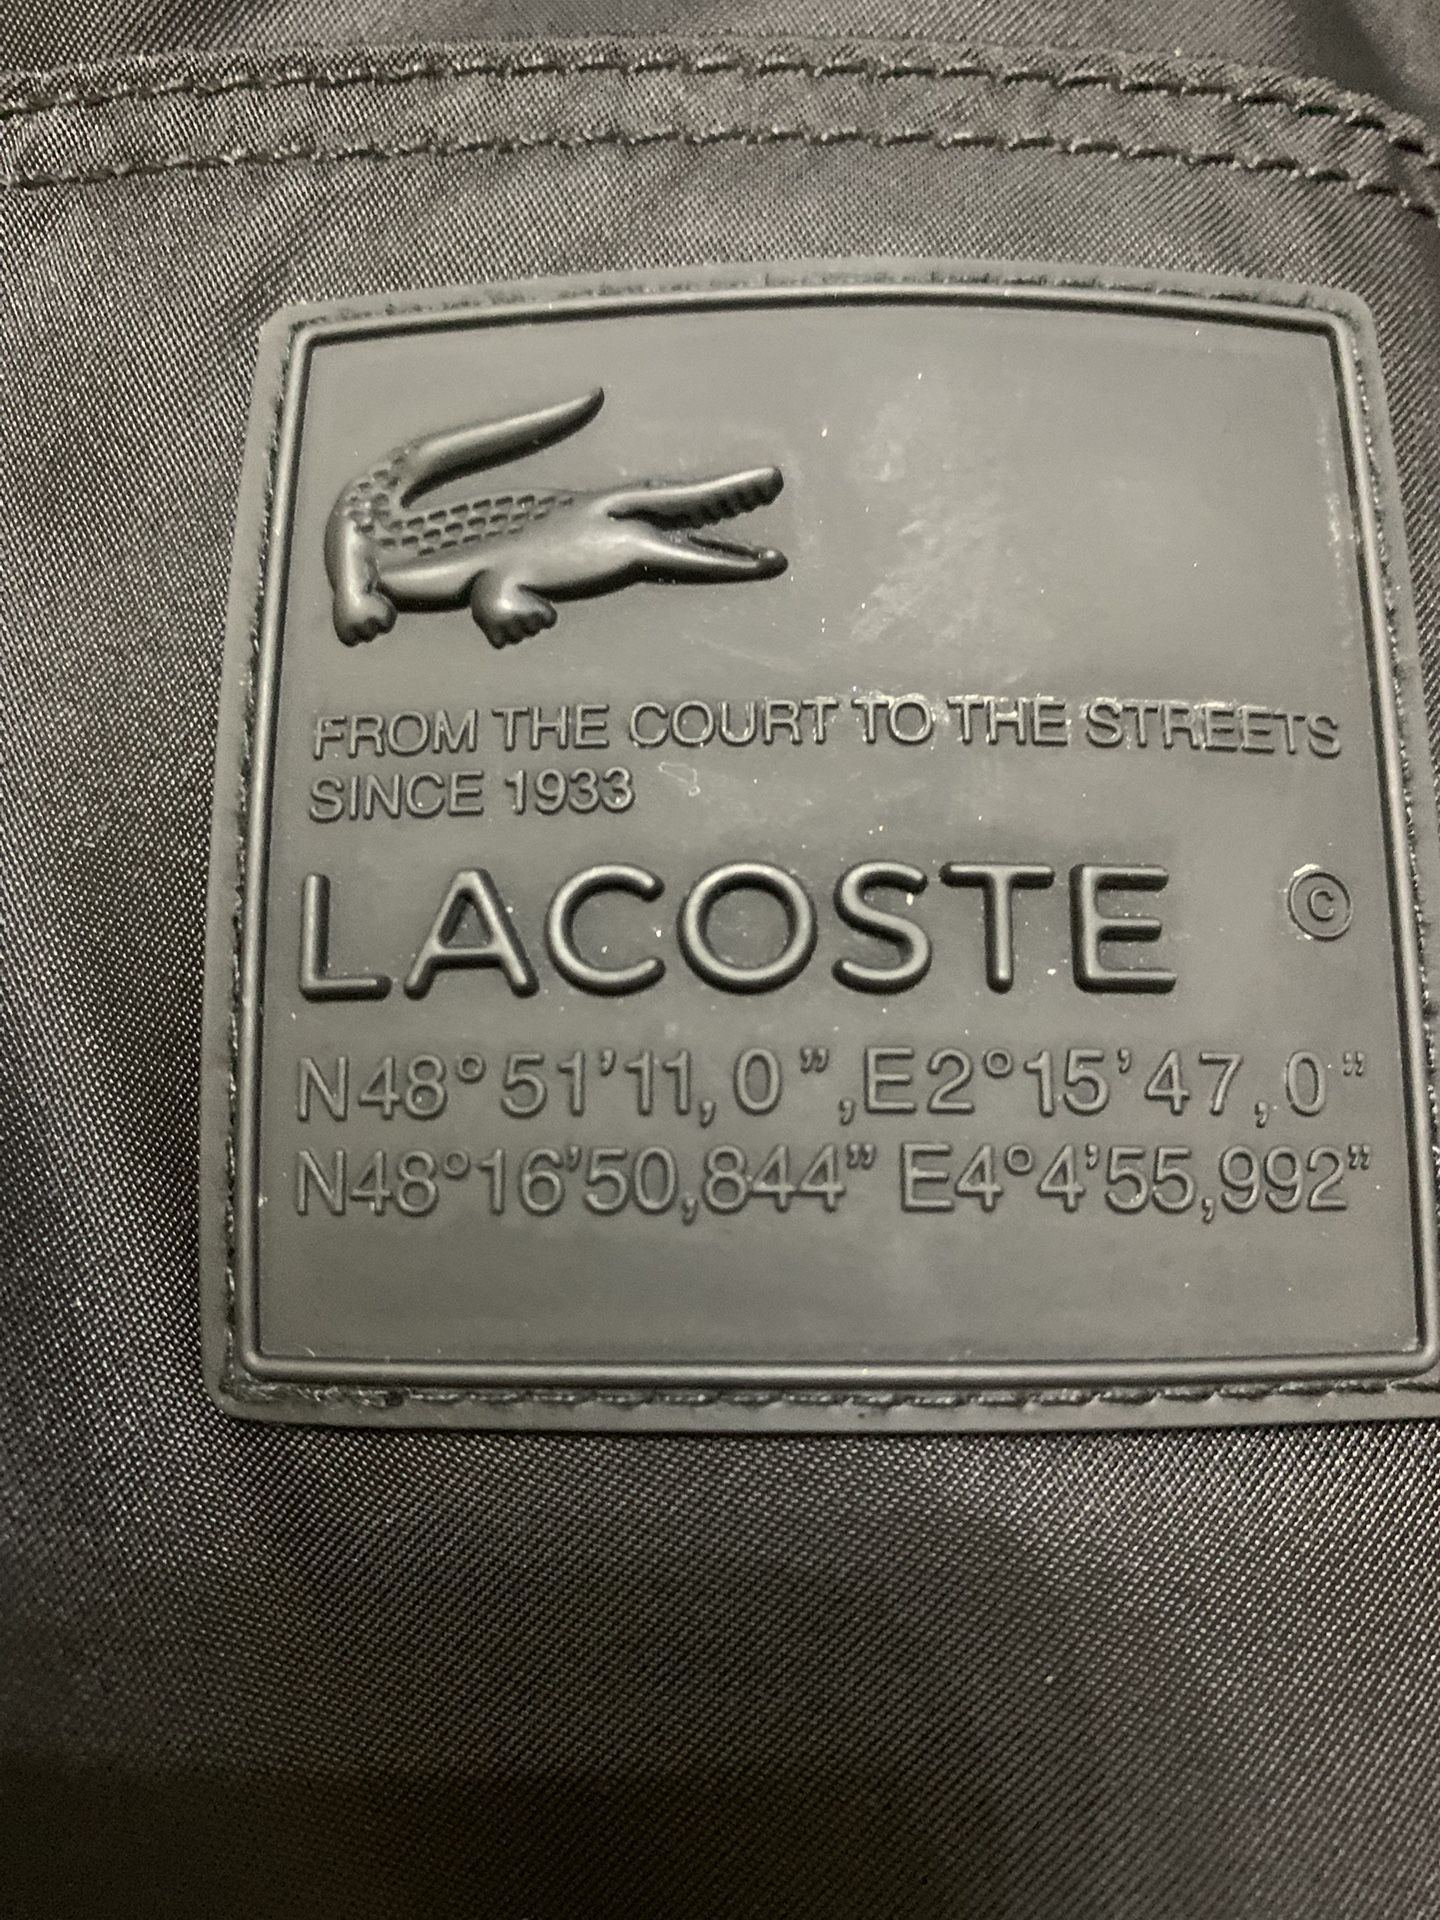 FROM THE COURT TO THE STREETS
SINCE 1933
LACOSTE ©
N48°51'11,0”,E2°15'47,0”
N48°16'50,844” E4°4'55,992”